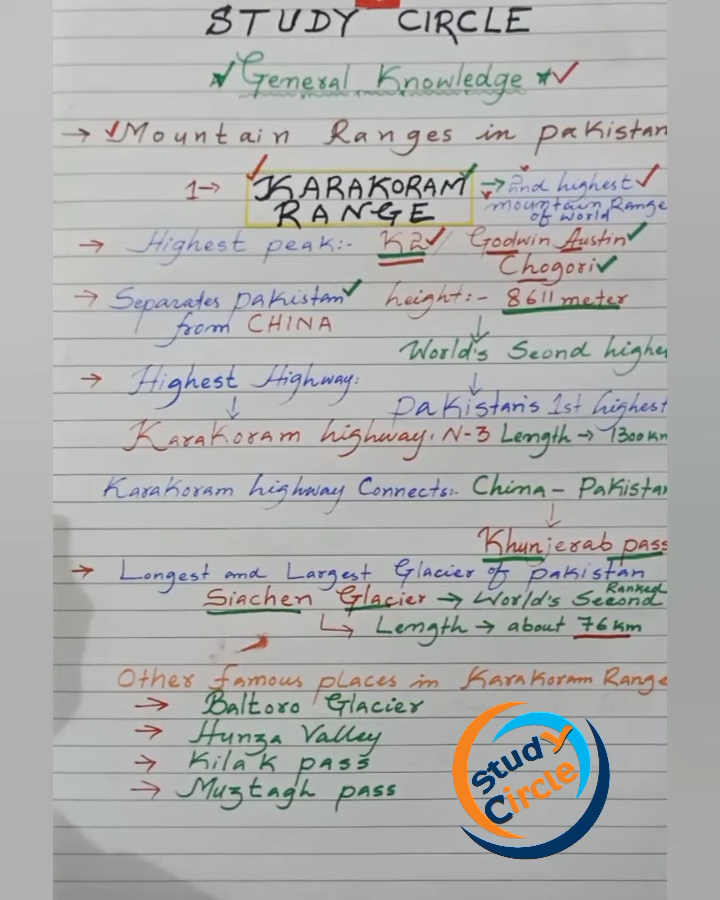 STUDY CIRCLE
General Knowledge
→ Mountain Ranges in pakistan
1→ KARAKORAM RANGE → 2nd highest mountain Range of World
→ Highest peak:- K2 / Godwin Austin
Chogori
→ Separates pakistan from CHINA
height:- 8611 meter
↓
World's Seond highe
→ Highest Highway:
↓
Pakistan's 1st highest
Karakoram highway. N-3 Length → 1300 km
Karakoram highway Connects:- China - Pakistan
↓
Khunjerab pass
→ Longest and Largest Glacier of pakistan
Siachen Glacier → World's Second Ranked
↳ Length → about 76 km
Other famous places in Karakoram Range
→ Baltoro Glacier
→ Hunza Valley
→ Kilak pass
→ Muztagh pass
Study
Circle